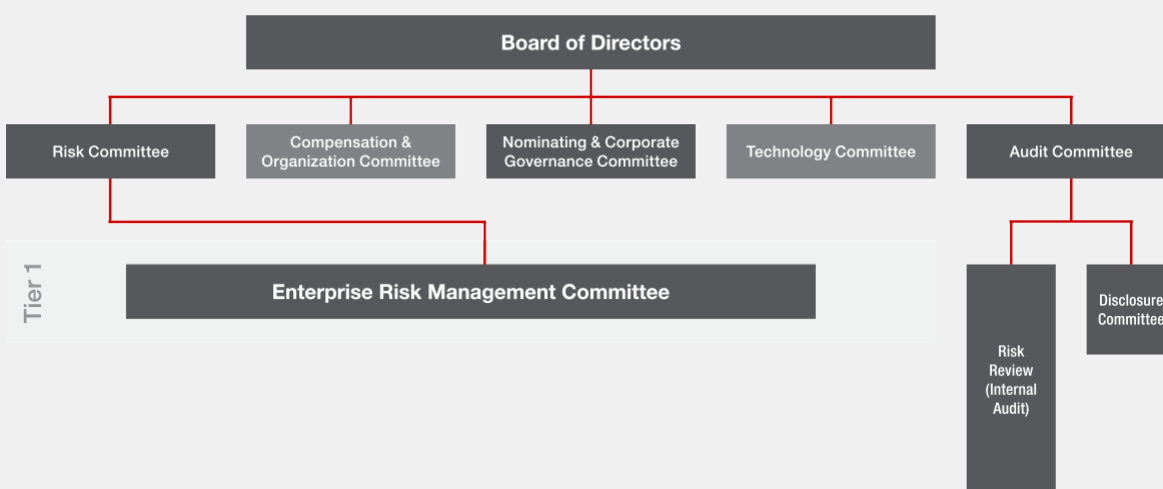 Board of Directors
Risk Committee
Compensation &
Organization Committee
Nominating & Corporate
Governance Committee
Technology Committee
Audit Committee
Tier 1
Enterprise Risk Management Committee
Risk
Review
(Internal
Audit)
Disclosure
Committee